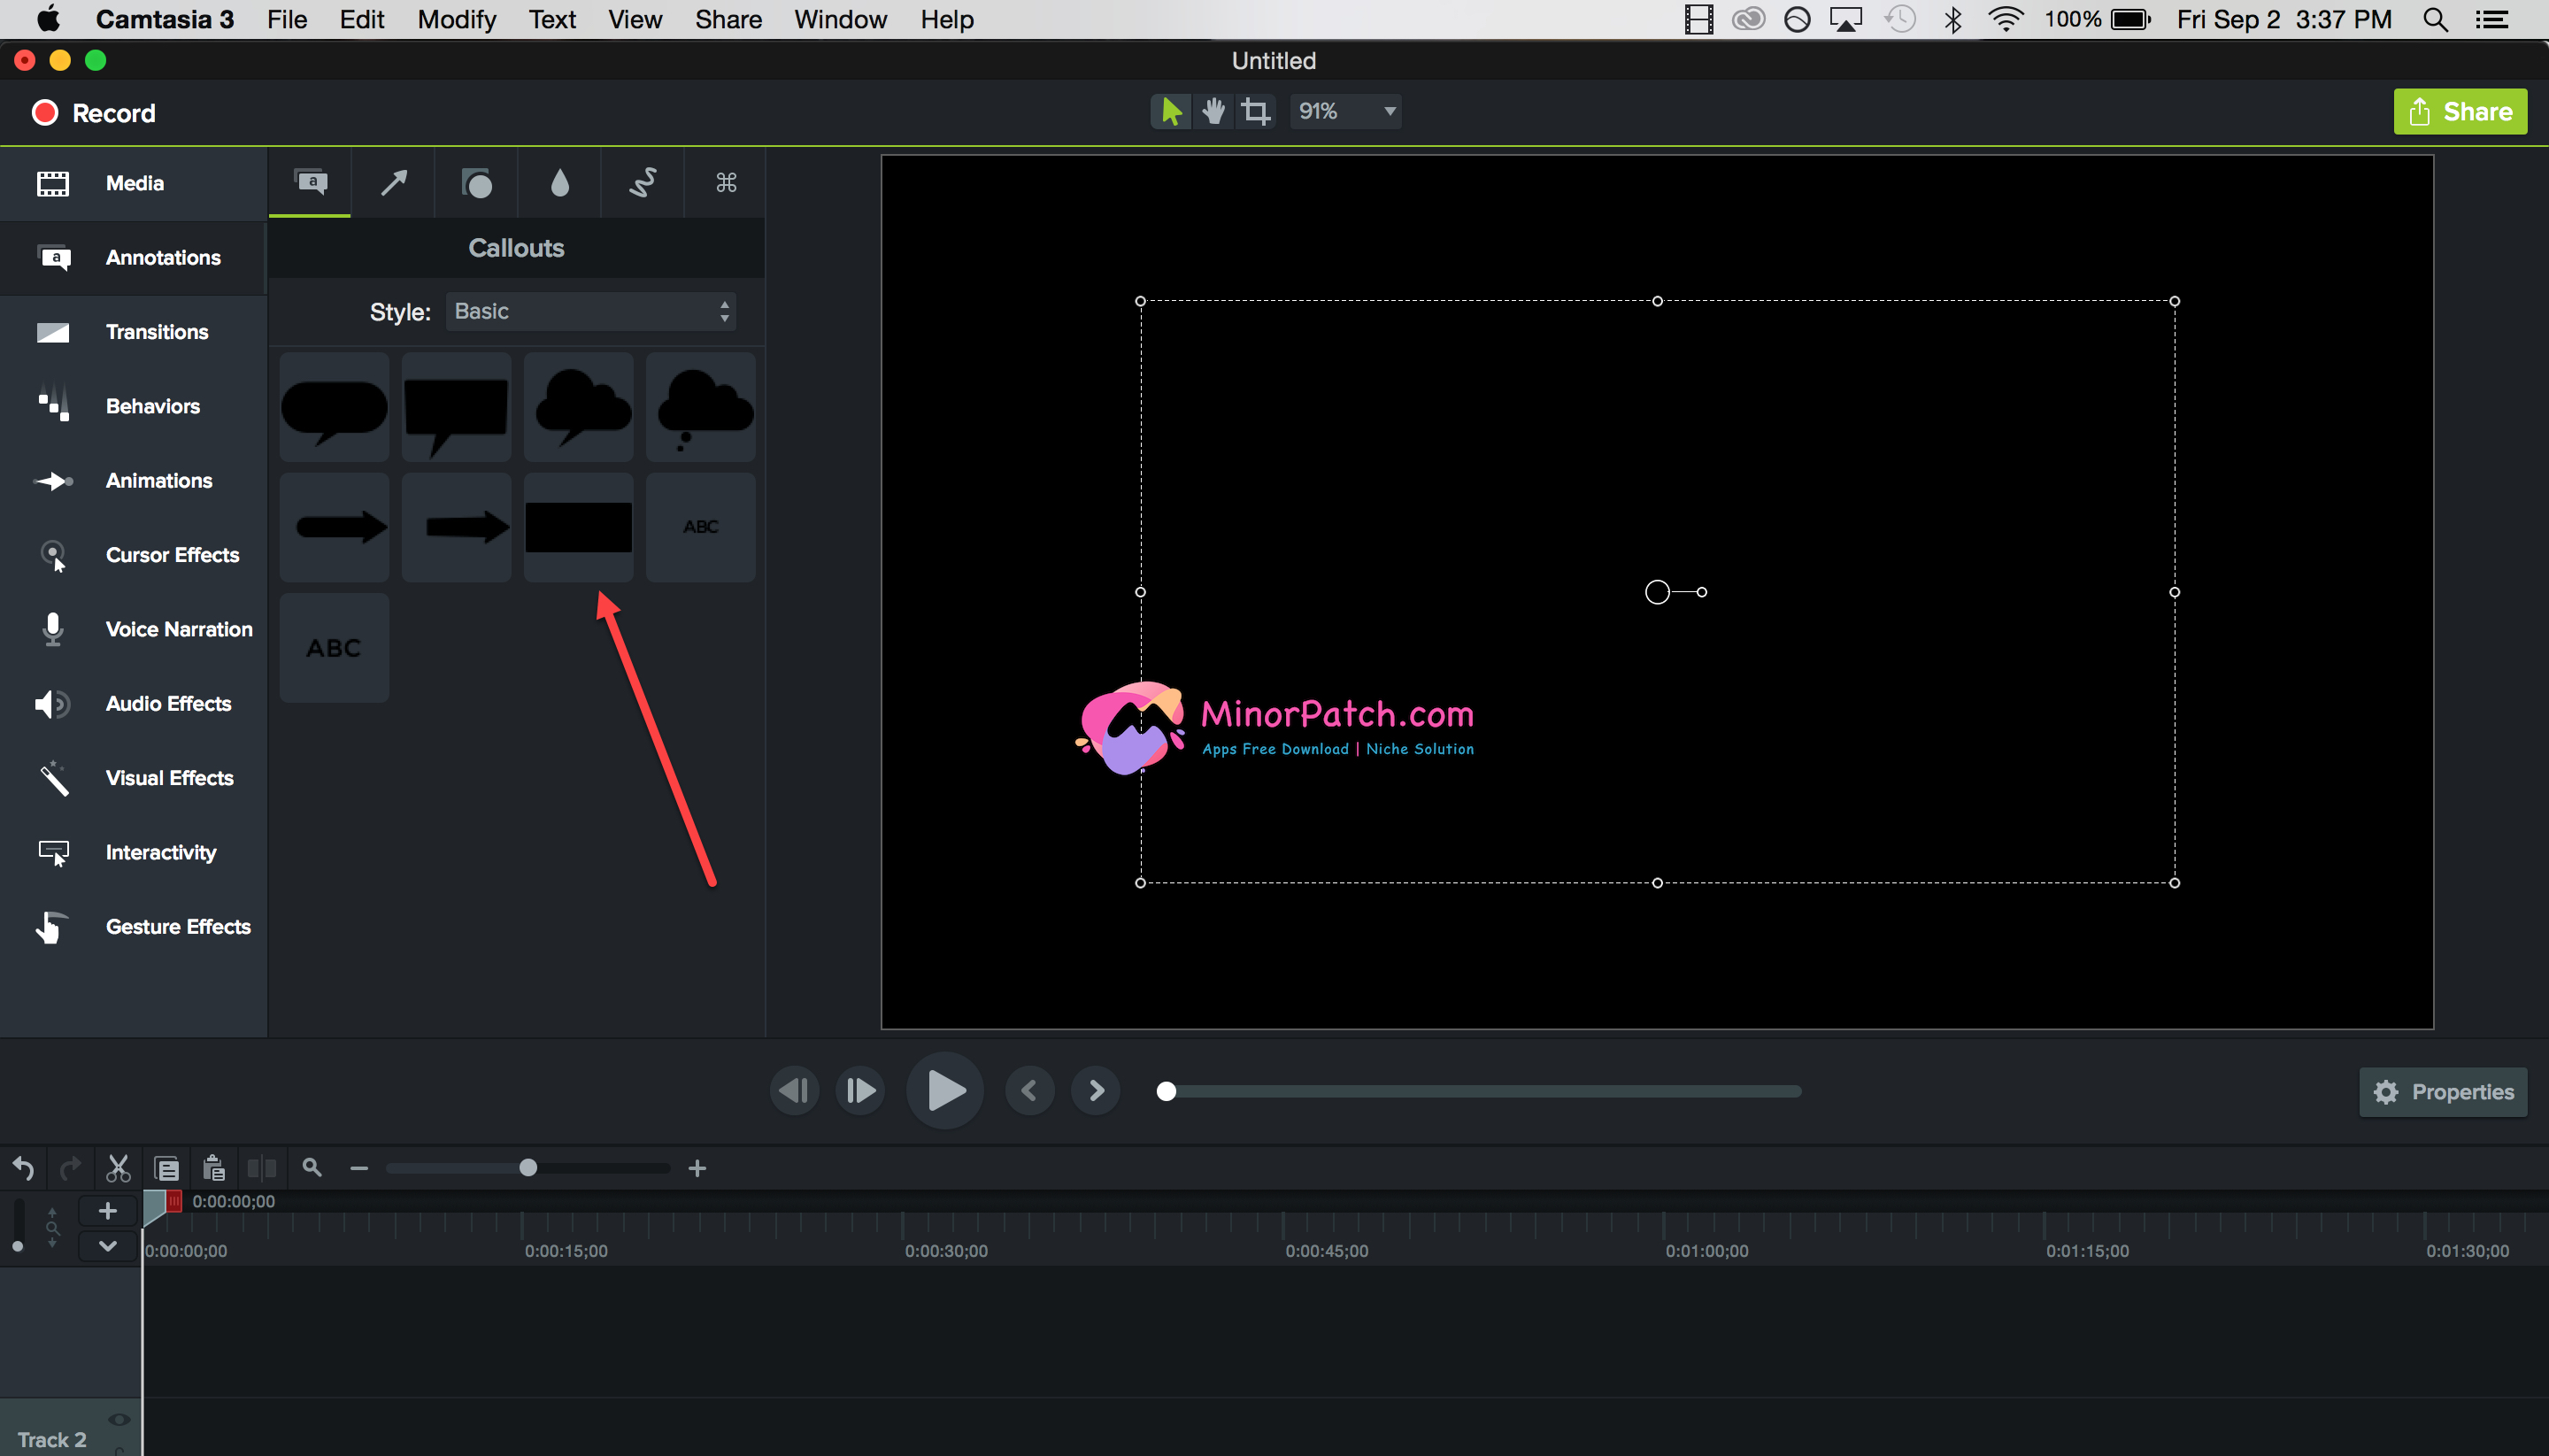 Camtasia 3 File Edit Modify Text View Share Window Help 100% Fri Sep 2 3:37 PM
Untitled
Record 91% Share
Media
Annotations
Transitions
Behaviors
Animations
Cursor Effects
Voice Narration
Audio Effects
Visual Effects
Interactivity
Gesture Effects
a
a
Callouts
Style: Basic
ABC
ABC
MinorPatch.com
Apps Free Download | Niche Solution
Properties
0:00:00;00
0:00:00;00 0:00:15;00 0:00:30;00 0:00:45;00 0:01:00;00 0:01:15;00 0:01:30;00
Track 2